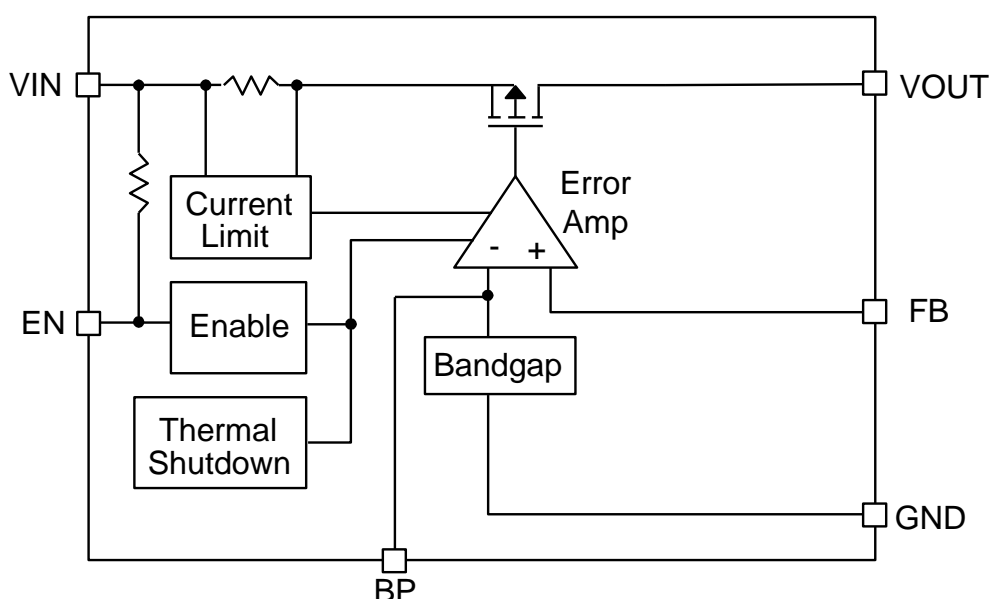 VIN
VOUT
Current
Limit
Error
Amp
- +
EN
Enable
FB
Bandgap
Thermal
Shutdown
GND
BP